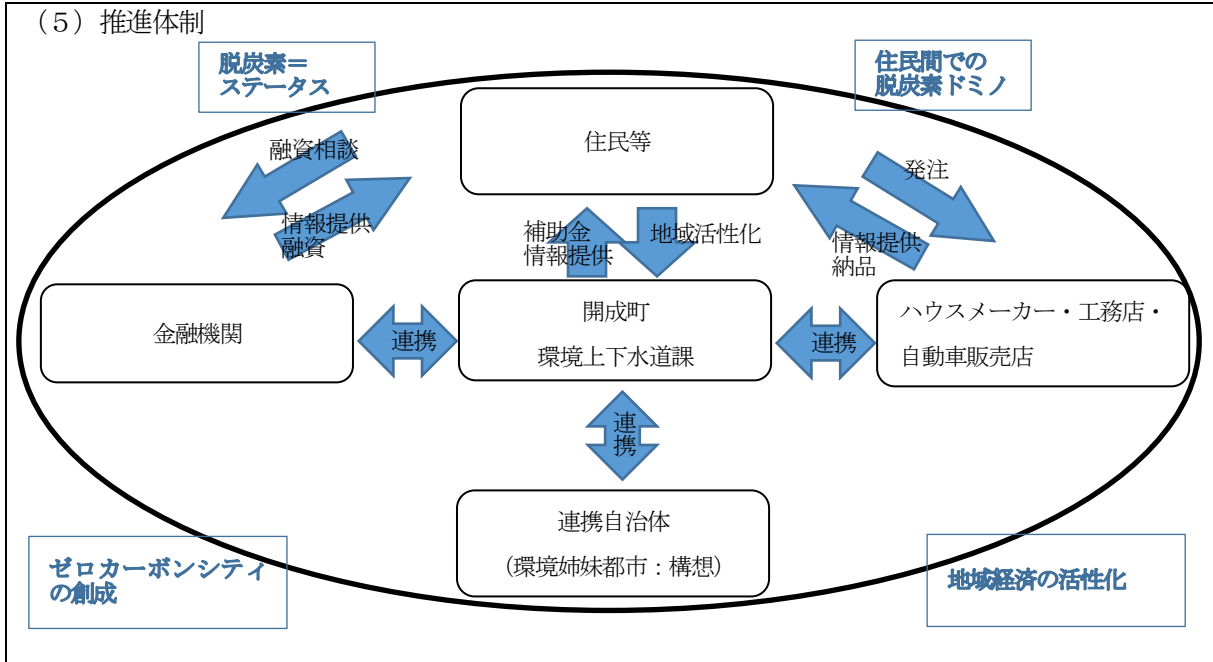 （５）推進体制
脱炭素＝
ステータス
住民間での
脱炭素ドミノ
住民等
融資相談
情報提供
融資
補助金
情報提供
地域活性化
発注
情報提供
納品
金融機関
連携
開成町
環境上下水道課
連携
ハウスメーカー・工務店・
自動車販売店
連
携
連携自治体
（環境姉妹都市：構想）
ゼロカーボンシティ
の創成
地域経済の活性化